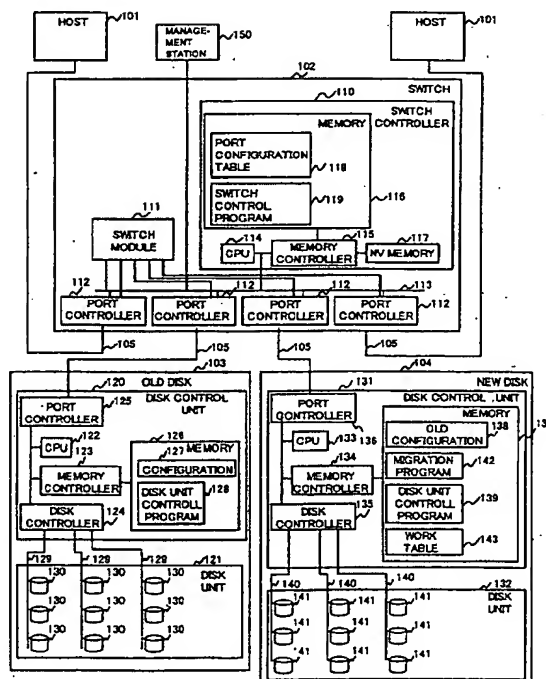 101
HOST
MANAGE-
MENT
STATION
150
101
HOST
102
SWITCH
110
SWITCH
CONTROLLER
MEMORY
PORT
CONFIGURATION
TABLE
118
SWITCH
CONTROL
PROGRAM
119
116
111
SWITCH
MODULE
114
CPU
115
MEMORY
CONTROLLER
117
NV MEMORY
113
112
PORT
CONTROLLER
112
PORT
CONTROLLER
112
PORT
CONTROLLER
112
PORT
CONTROLLER
105
105
105
105
103
OLD DISK
120
DISK CONTROL
UNIT
PORT
CONTROLLER
125
122
CPU
123
MEMORY
CONTROLLER
126
MEMORY
127
CONFIGURATION
DISK UNIT
CONTROLL
PROGRAM
128
DISK
CONTROLLER
124
129
129
129
121
DISK
UNIT
130
130
130
130
130
130
130
130
130
104
NEW DISK
131
DISK CONTROL UNIT
PORT
CONTROLLER
136
133
CPU
134
MEMORY
CONTROLLER
MEMORY
OLD
CONFIGURATION
138
MIGRATION
PROGRAM
142
DISK UNIT
CONTROLL
PROGRAM
139
WORK
TABLE
143
DISK
CONTROLLER
135
140
140
140
132
DISK
UNIT
141
141
141
141
141
141
141
141
141